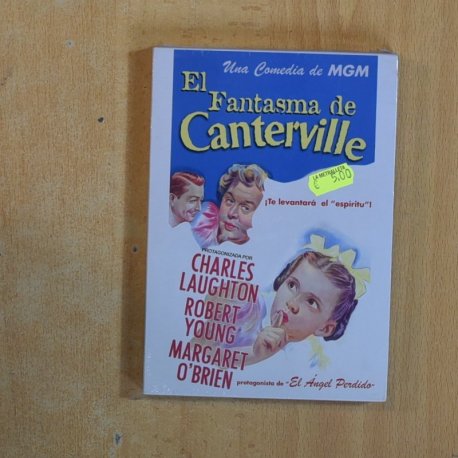 Una Comedia de MGM
El
Fantasma de
Canterville
LA METRALLETA
€ 5,00
¡Te levantará el "espíritu"!
PROTAGONIZADA POR
CHARLES
LAUGHTON
ROBERT
YOUNG
MARGARET
O'BRIEN
protagonista de -El Ángel Perdido-